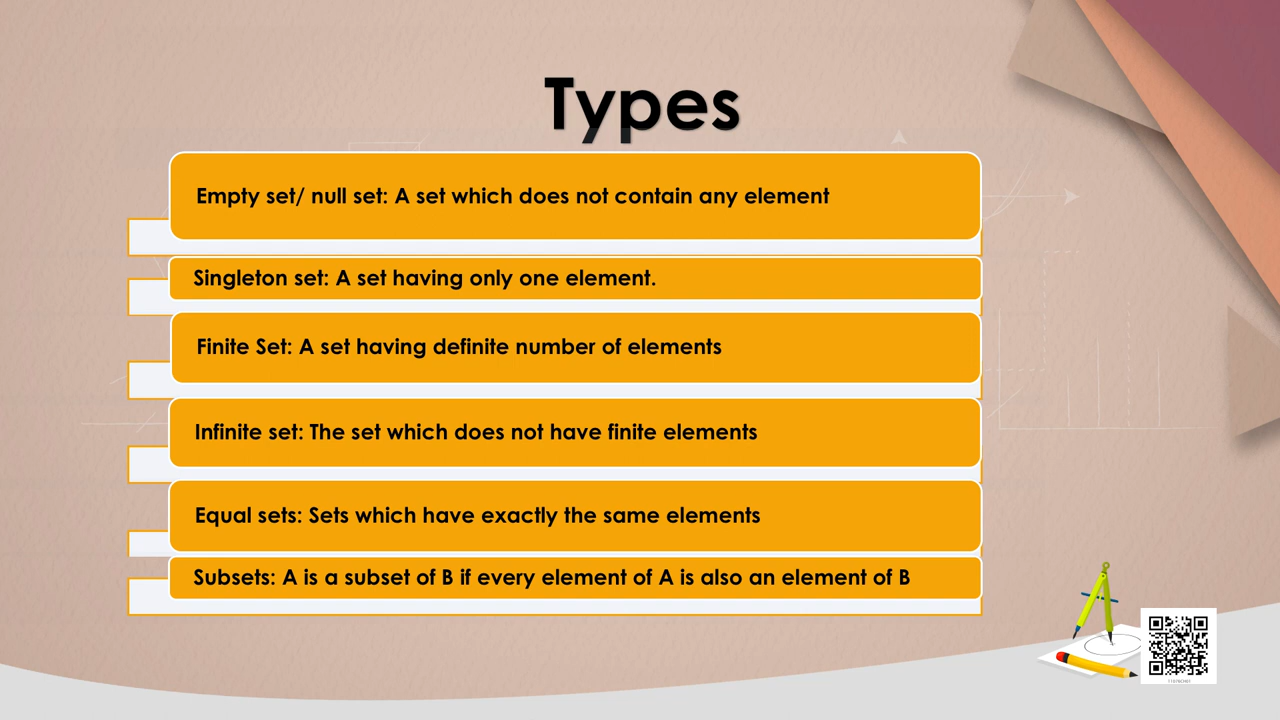 Types
Empty set/ null set: A set which does not contain any element
Singleton set: A set having only one element.
Finite Set: A set having definite number of elements
Infinite set: The set which does not have finite elements
Equal sets: Sets which have exactly the same elements
Subsets: A is a subset of B if every element of A is also an element of B